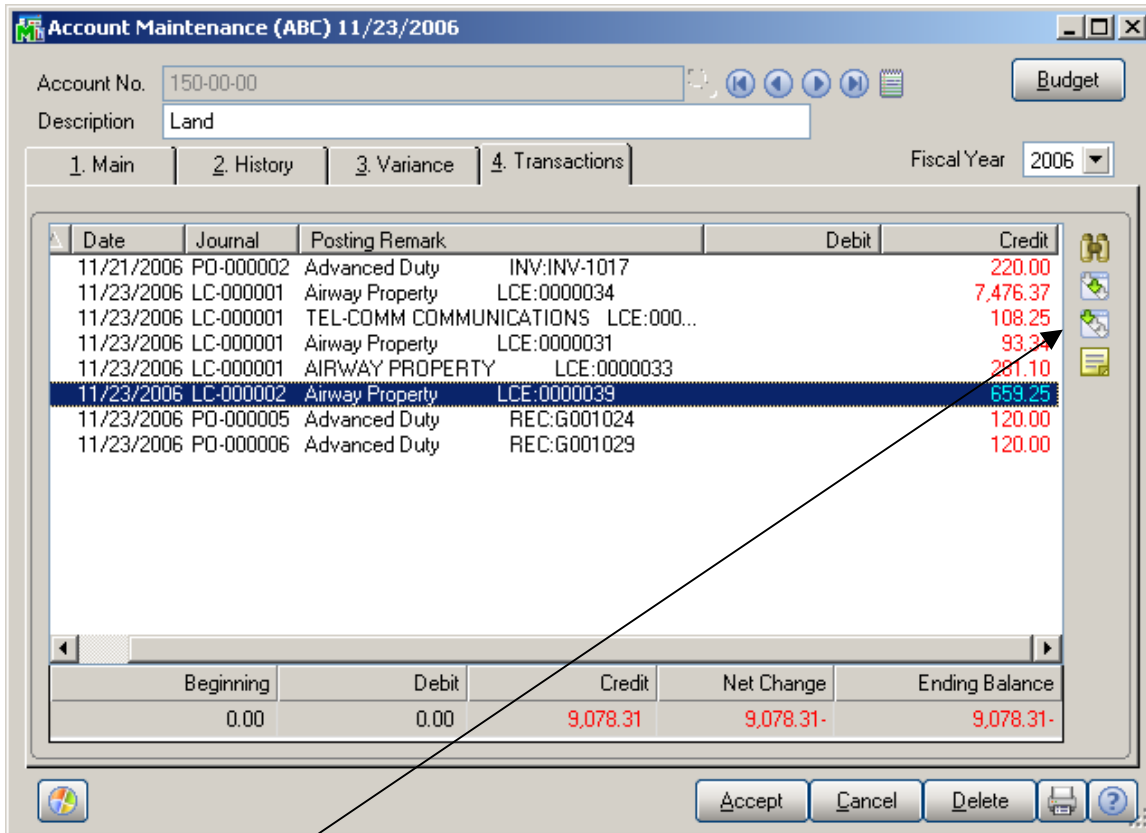 Account Maintenance (ABC) 11/23/2006
Account No. 150-00-00 Budget
Description Land
1. Main 2. History 3. Variance 4. Transactions Fiscal Year 2006
Date Journal Posting Remark Debit Credit
11/21/2006 PO-000002 Advanced Duty INV:INV-1017 220.00
11/23/2006 LC-000001 Airway Property LCE:0000034 7,476.37
11/23/2006 LC-000001 TEL-COMM COMMUNICATIONS LCE:000... 108.25
11/23/2006 LC-000001 Airway Property LCE:0000031 93.34
11/23/2006 LC-000001 AIRWAY PROPERTY LCE:0000033 281.10
11/23/2006 LC-000002 Airway Property LCE:0000039 659.25
11/23/2006 PO-000005 Advanced Duty REC:G001024 120.00
11/23/2006 PO-000006 Advanced Duty REC:G001029 120.00
Beginning Debit Credit Net Change Ending Balance
0.00 0.00 9,078.31 9,078.31- 9,078.31-
Accept Cancel Delete